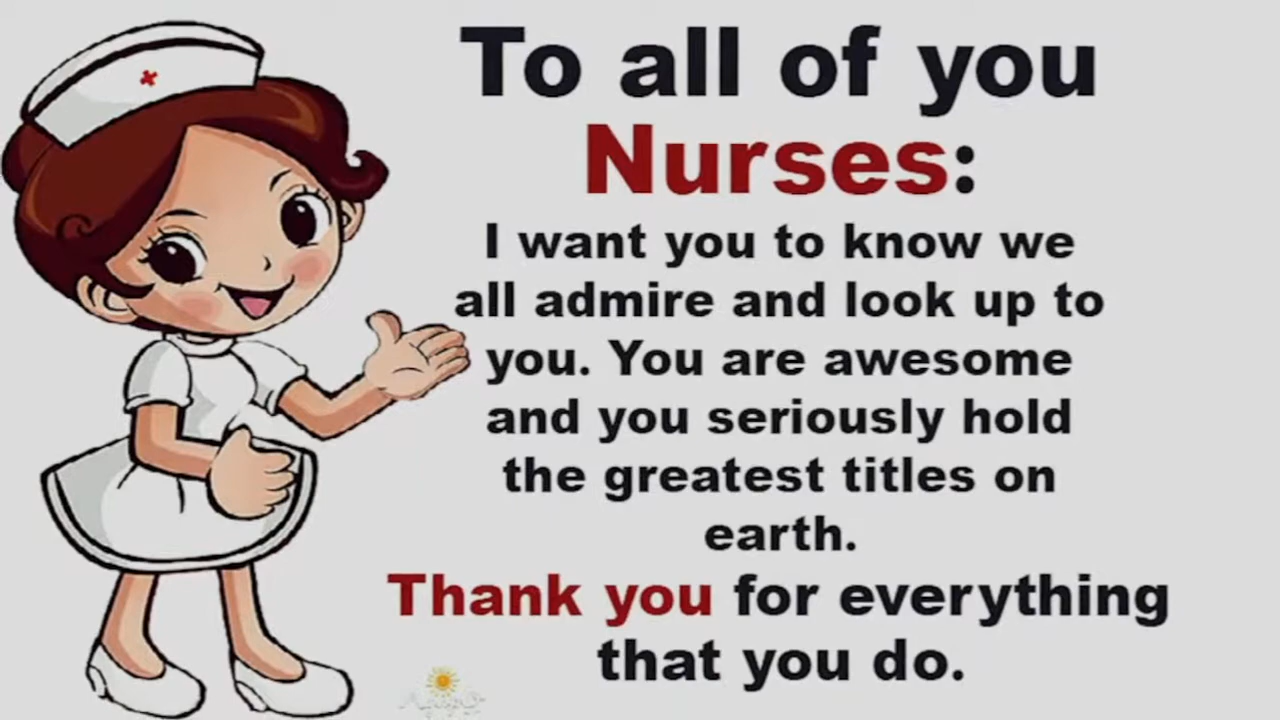 To all of you
Nurses:
I want you to know we
all admire and look up to
you. You are awesome
and you seriously hold
the greatest titles on
earth.
Thank you for everything
that you do.